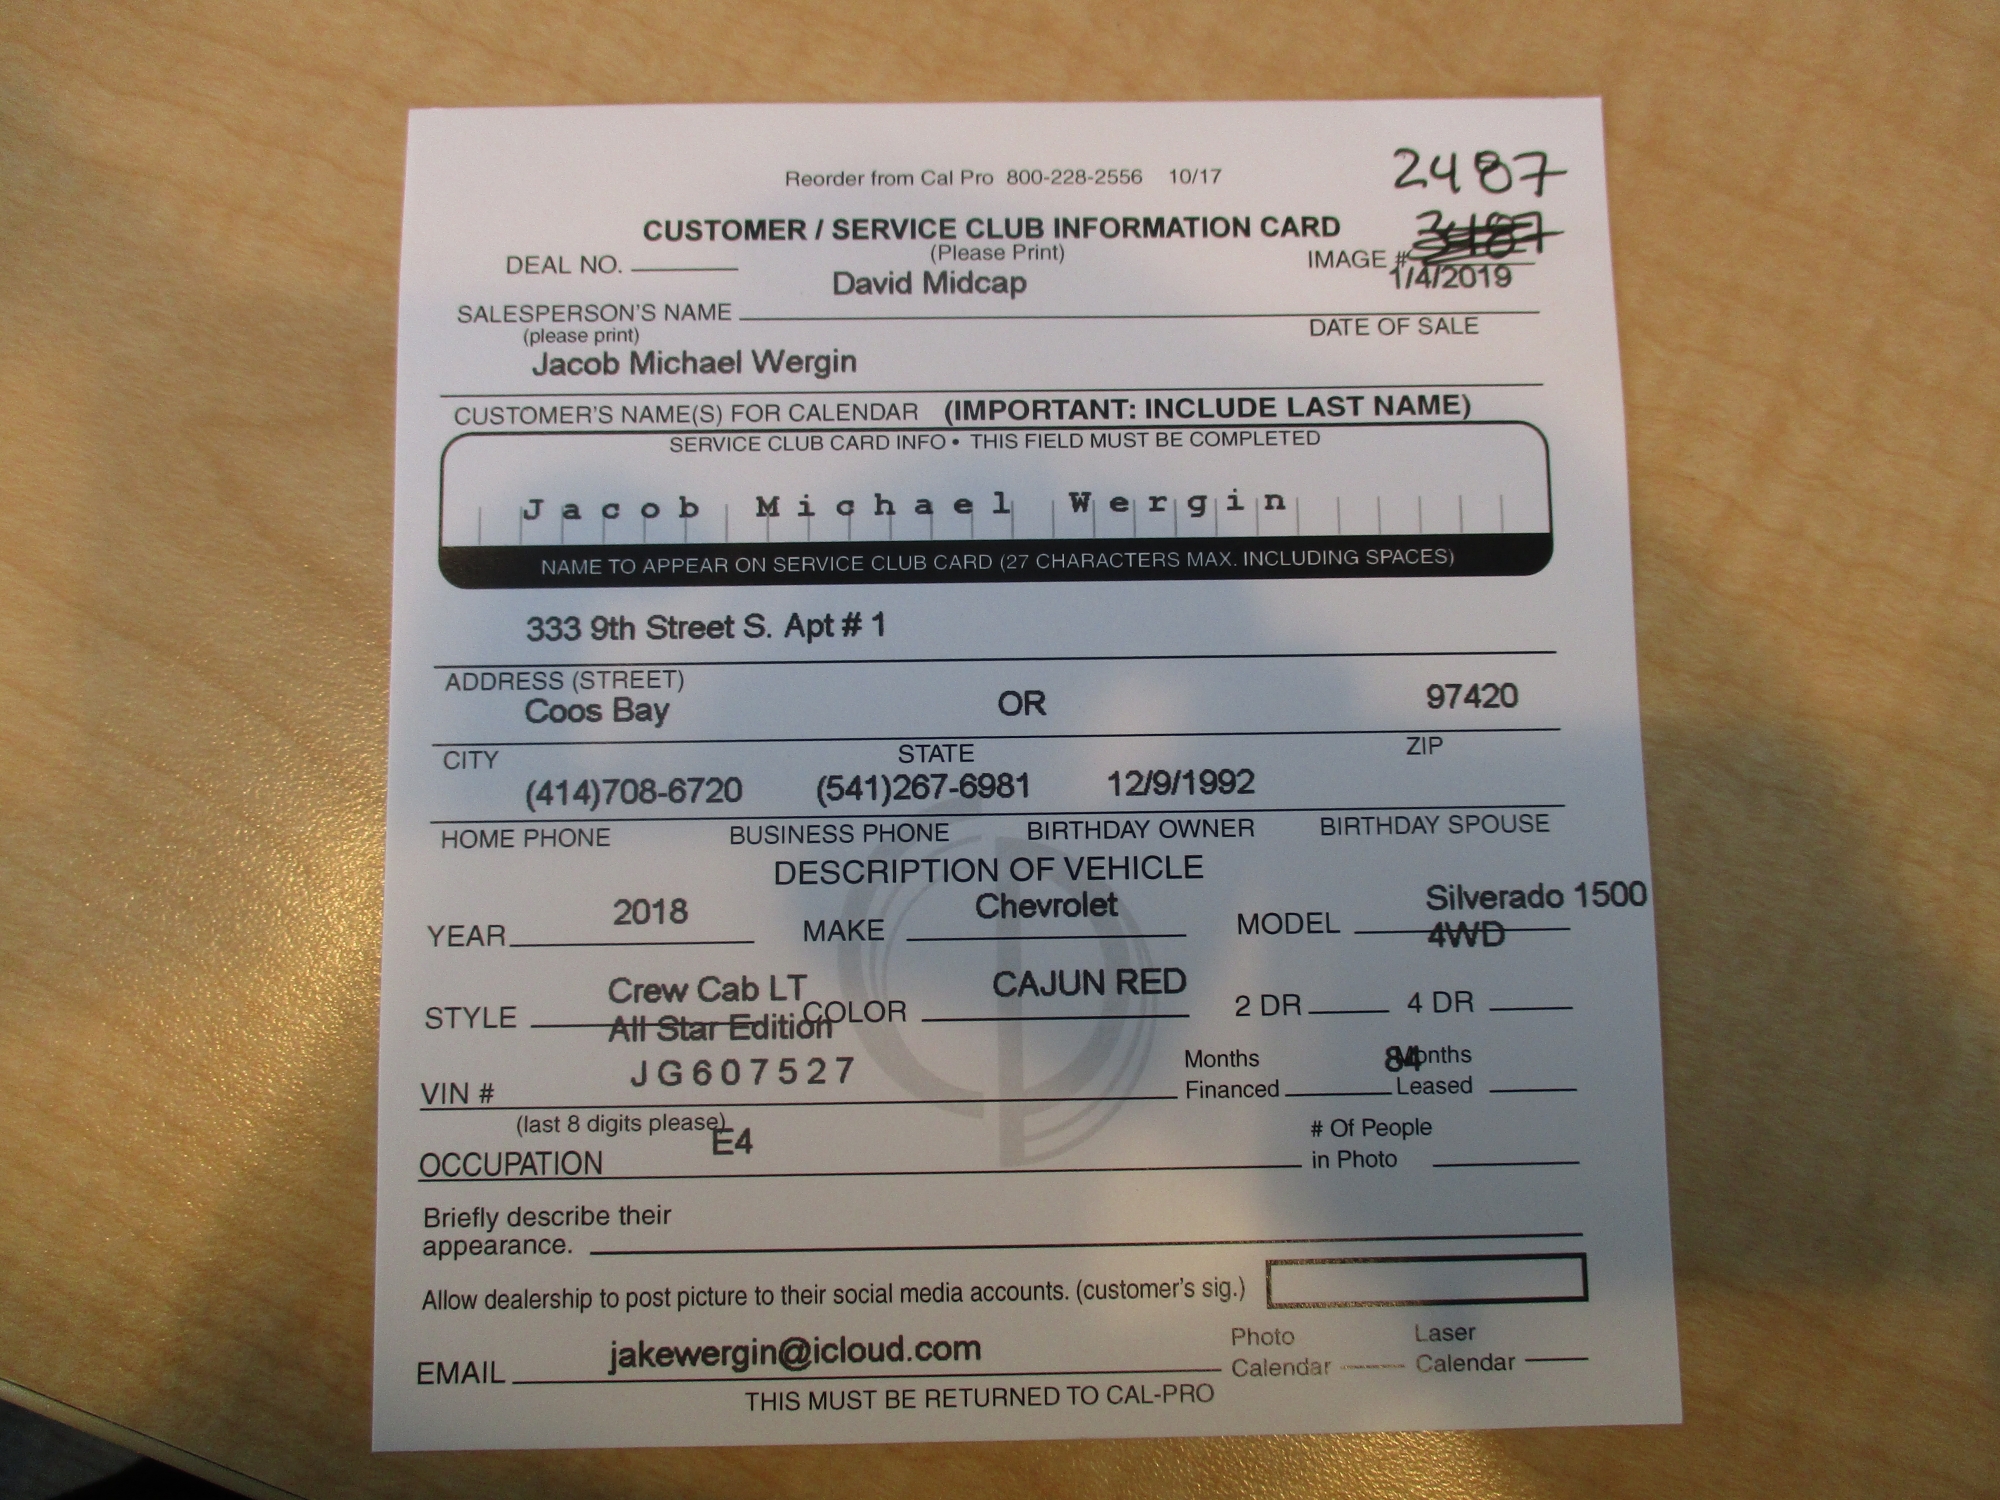 Reorder from Cal Pro 800-228-2556 10/17
2487
CUSTOMER / SERVICE CLUB INFORMATION CARD
(Please Print)
DEAL NO.
IMAGE #
David Midcap
1/4/2019
SALESPERSON'S NAME
(please print)
DATE OF SALE
Jacob Michael Wergin
CUSTOMER'S NAME(S) FOR CALENDAR (IMPORTANT: INCLUDE LAST NAME)
SERVICE CLUB CARD INFO • THIS FIELD MUST BE COMPLETED
Jacob Michael Wergin
NAME TO APPEAR ON SERVICE CLUB CARD (27 CHARACTERS MAX. INCLUDING SPACES)
333 9th Street S. Apt # 1
ADDRESS (STREET)
Coos Bay OR 97420
CITY STATE ZIP
(414)708-6720 (541)267-6981 12/9/1992
HOME PHONE BUSINESS PHONE BIRTHDAY OWNER BIRTHDAY SPOUSE
DESCRIPTION OF VEHICLE
YEAR 2018 MAKE Chevrolet MODEL Silverado 1500
4WD
STYLE Crew Cab LT
All Star Edition
COLOR CAJUN RED 2 DR 4 DR
VIN # JG607527
(last 8 digits please)
Months
Financed
84
Months
Leased
OCCUPATION E4
# Of People
in Photo
Briefly describe their
appearance.
Allow dealership to post picture to their social media accounts. (customer's sig.)
EMAIL jakewergin@icloud.com
Photo
Calendar
Laser
Calendar
THIS MUST BE RETURNED TO CAL-PRO